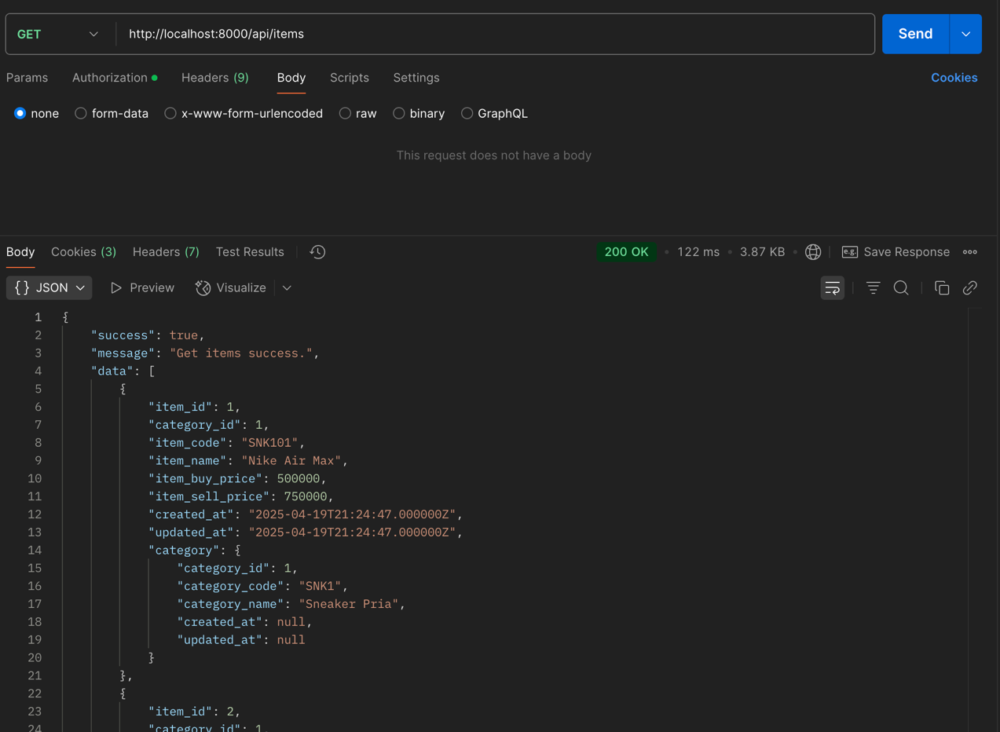 GET http://localhost:8000/api/items Send
Params Authorization Headers (9) Body Scripts Settings Cookies
none form-data x-www-form-urlencoded raw binary GraphQL
This request does not have a body
Body Cookies (3) Headers (7) Test Results 200 OK • 122 ms • 3.87 KB • e.g. Save Response
{} JSON Preview Visualize
1 {
2 "success": true,
3 "message": "Get items success.",
4 "data": [
5 {
6 "item_id": 1,
7 "category_id": 1,
8 "item_code": "SNK101",
9 "item_name": "Nike Air Max",
10 "item_buy_price": 500000,
11 "item_sell_price": 750000,
12 "created_at": "2025-04-19T21:24:47.000000Z",
13 "updated_at": "2025-04-19T21:24:47.000000Z",
14 "category": {
15 "category_id": 1,
16 "category_code": "SNK1",
17 "category_name": "Sneaker Pria",
18 "created_at": null,
19 "updated_at": null
20 }
21 },
22 {
23 "item_id": 2,
24 "category_id": 1,